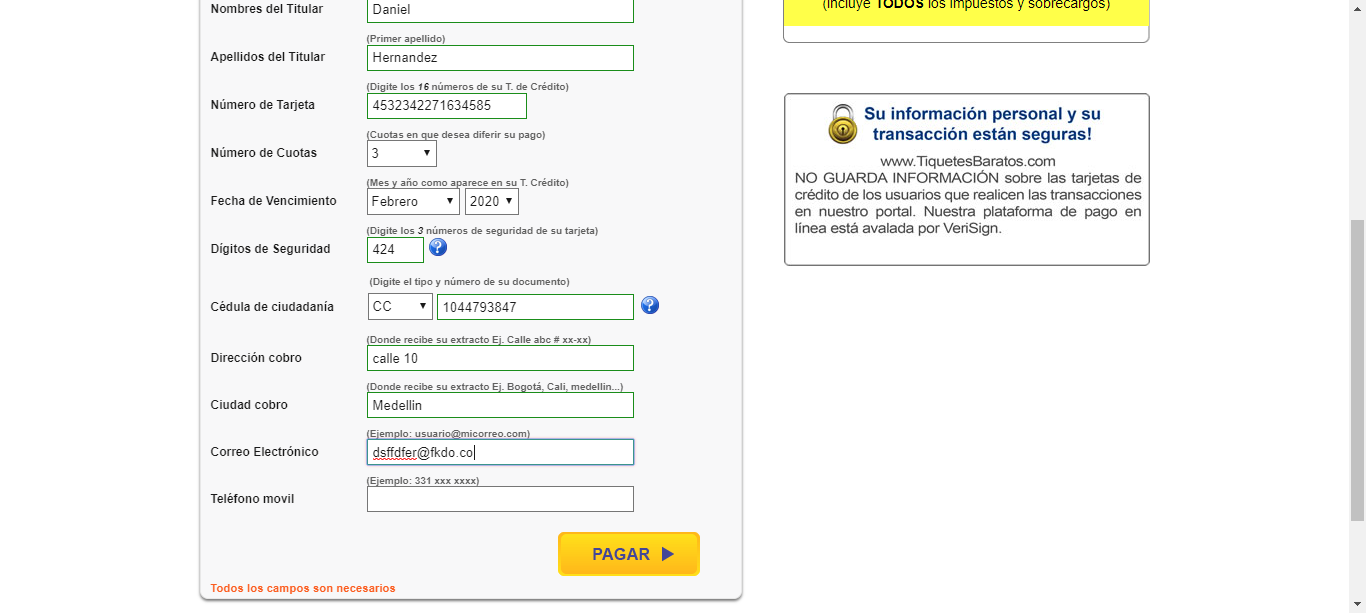 Nombres del Titular
Daniel
(Primer apellido)
Apellidos del Titular
Hernandez
(Digite los 16 números de su T. de Crédito)
Número de Tarjeta
4532342271634585
(Cuotas en que desea diferir su pago)
Número de Cuotas
3
(Mes y año como aparece en su T. Crédito)
Fecha de Vencimiento
Febrero 2020
(Digite los 3 números de seguridad de su tarjeta)
Dígitos de Seguridad
424
(Digite el tipo y número de su documento)
Cédula de ciudadanía
CC 1044793847
(Donde recibe su extracto Ej. Calle abc # xx-xx)
Dirección cobro
calle 10
(Donde recibe su extracto Ej. Bogotá, Cali, medellin...)
Ciudad cobro
Medellin
(Ejemplo: usuario@micorreo.com)
Correo Electrónico
dsffdfer@fkdo.co
(Ejemplo: 331 xxx xxxx)
Teléfono movil
PAGAR
Todos los campos son necesarios
(Incluye TODOS los impuestos y sobrecargos)
Su información personal y su
transacción están seguras!
www.TiquetesBaratos.com
NO GUARDA INFORMACIÓN sobre las tarjetas de
crédito de los usuarios que realicen las transacciones
en nuestro portal. Nuestra plataforma de pago en
línea está avalada por VeriSign.